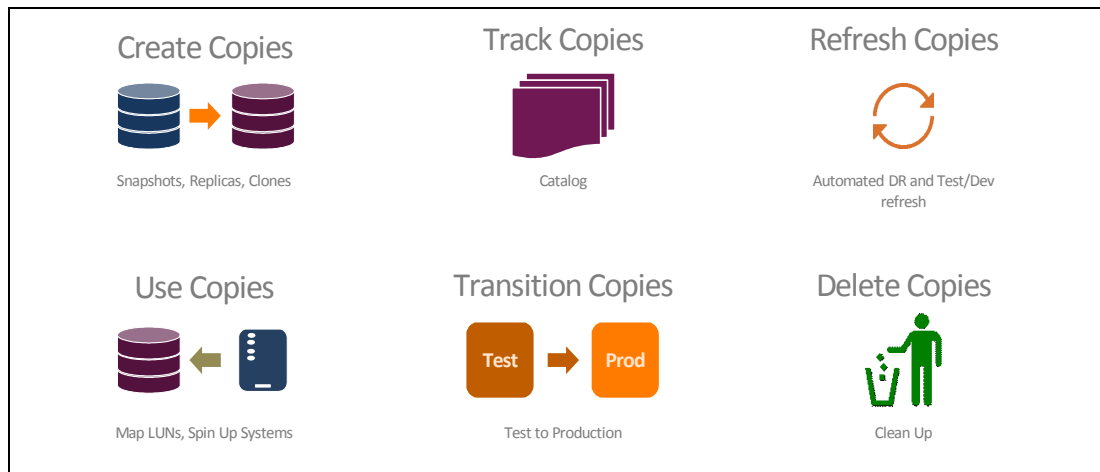 Create Copies
Snapshots, Replicas, Clones
Track Copies
Catalog
Refresh Copies
Automated DR and Test/Dev
refresh
Use Copies
Map LUNs, Spin Up Systems
Transition Copies
Test
Prod
Test to Production
Delete Copies
Clean Up